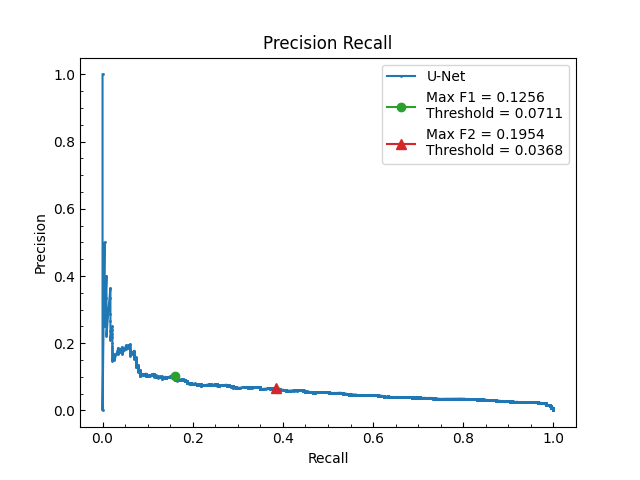 Precision Recall
1.0
0.8
0.6
0.4
0.2
0.0
Precision
0.0
0.2
0.4
0.6
0.8
1.0
Recall
U-Net
Max F1 = 0.1256
Threshold = 0.0711
Max F2 = 0.1954
Threshold = 0.0368